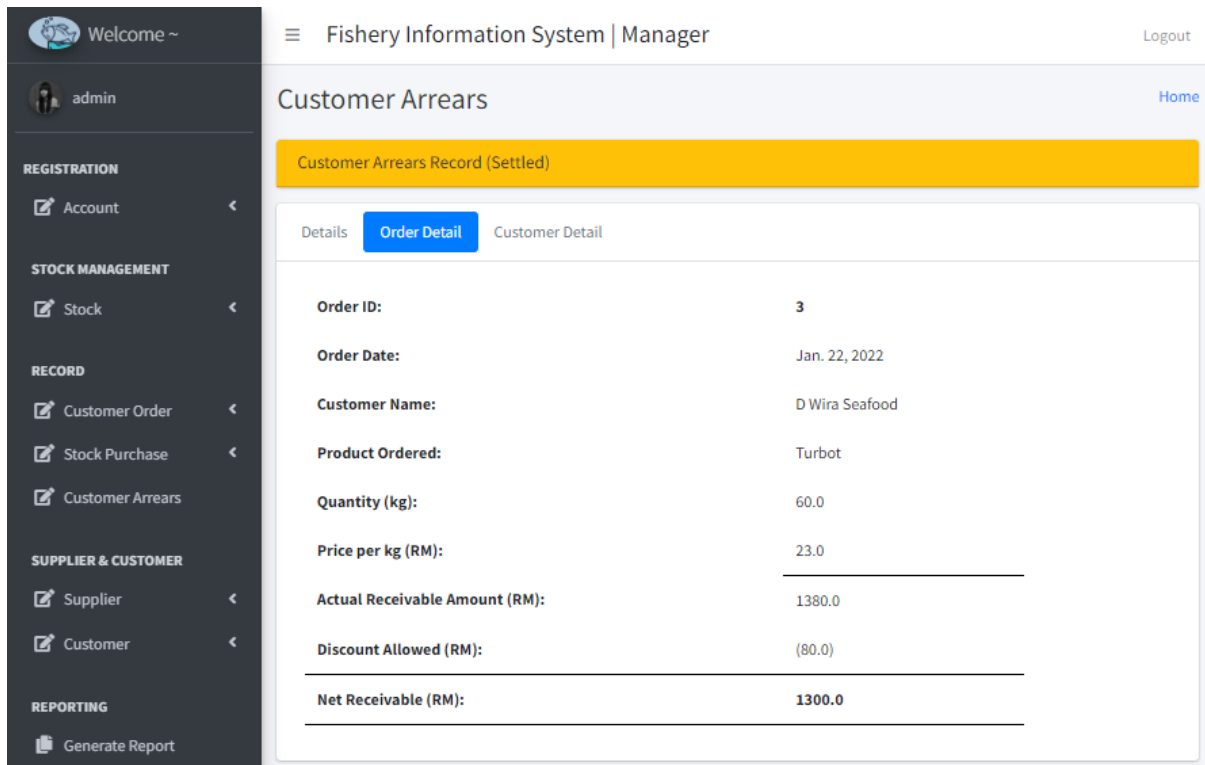 Welcome ~
Fishery Information System | Manager
Logout
admin
Customer Arrears
Home
Customer Arrears Record (Settled)
REGISTRATION
Account
STOCK MANAGEMENT
Stock
RECORD
Customer Order
Stock Purchase
Customer Arrears
SUPPLIER & CUSTOMER
Supplier
Customer
REPORTING
Generate Report
Details Order Detail Customer Detail
Order ID: 3
Order Date: Jan. 22, 2022
Customer Name: D Wira Seafood
Product Ordered: Turbot
Quantity (kg): 60.0
Price per kg (RM): 23.0
Actual Receivable Amount (RM): 1380.0
Discount Allowed (RM): (80.0)
Net Receivable (RM): 1300.0